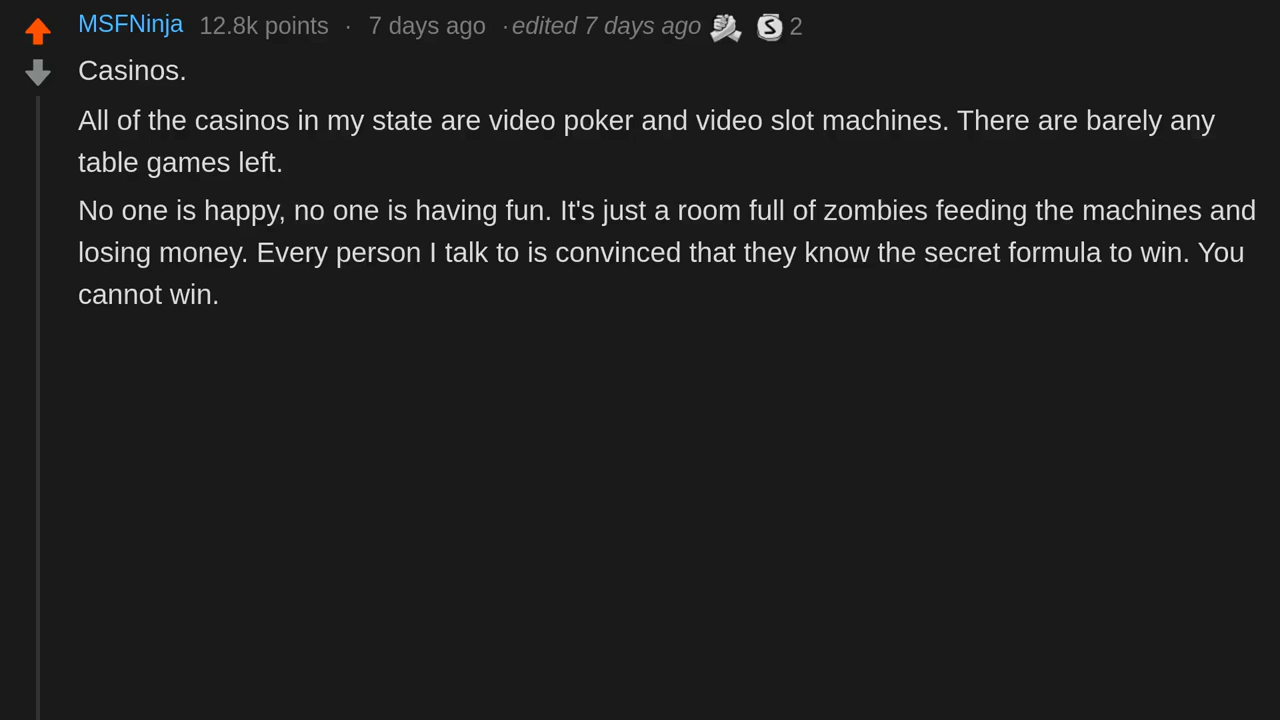 MSFNinja 12.8k points · 7 days ago · edited 7 days ago S 2
Casinos.
All of the casinos in my state are video poker and video slot machines. There are barely any
table games left.
No one is happy, no one is having fun. It's just a room full of zombies feeding the machines and
losing money. Every person I talk to is convinced that they know the secret formula to win. You
cannot win.